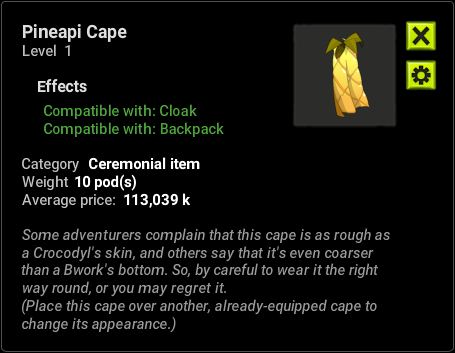 Pineapi Cape
Level 1
Effects
Compatible with: Cloak
Compatible with: Backpack
Category Ceremonial item
Weight 10 pod(s)
Average price: 113,039 k
Some adventurers complain that this cape is as rough as
a Crocodyl's skin, and others say that it's even coarser
than a Bwork's bottom. So, by careful to wear it the right
way round, or you may regret it.
(Place this cape over another, already-equipped cape to
change its appearance.)